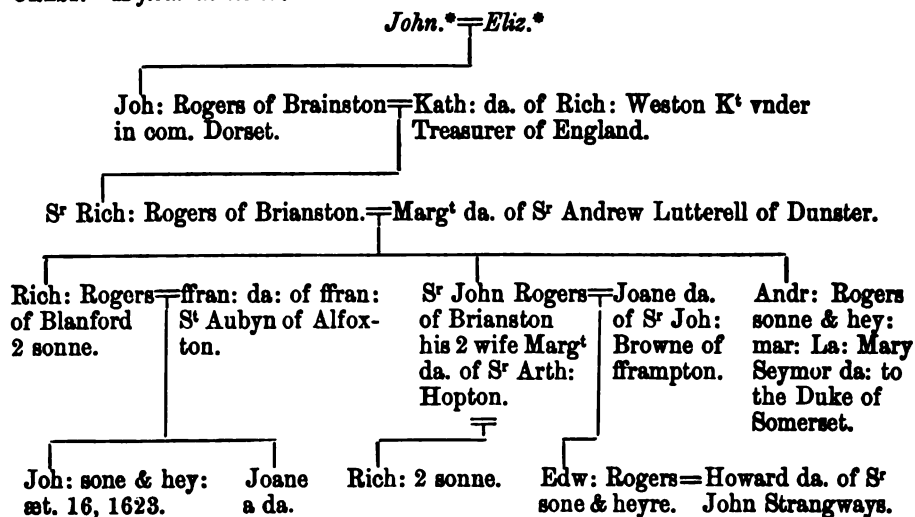 John.* Eliz.*
Joh: Rogers of Brainston
in com. Dorset.
Kath: da. of Rich: Weston Kᵗ vnder
Treasurer of England.
Sʳ Rich: Rogers of Brianston. Margᵗ da. of Sʳ Andrew Lutterell of Dunster.
Rich: Rogers
of Blanford
2 sonne.
ffran: da: of ffran:
Sᵗ Aubyn of Alfox-
ton.
Sʳ John Rogers
of Brianston
his 2 wife Margᵗ
da. of Sʳ Arth:
Hopton.
Joane da.
of Sʳ Joh:
Browne of
fframpton.
Andr: Rogers
sonne & hey:
mar: La: Mary
Seymor da: to
the Duke of
Somerset.
Joh: sone & hey:
æt. 16, 1623.
Joane
a da.
Rich: 2 sonne.
Edw: Rogers
sone & heyre.
Howard da. of Sʳ
John Strangways.